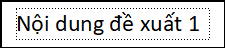 Nội dung đề xuất 1